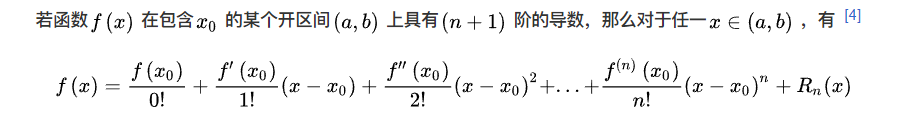 若函数 f(x) 在包含 x₀ 的某个开区间 (a,b) 上具有 (n+1) 阶的导数，那么对于任一 x∈(a,b) ，有 [4]
f(x) = f(x₀)/0! + f′(x₀)/1! (x − x₀) + f″(x₀)/2! (x − x₀)² +…+ f⁽ⁿ⁾(x₀)/n! (x − x₀)ⁿ + Rₙ(x)